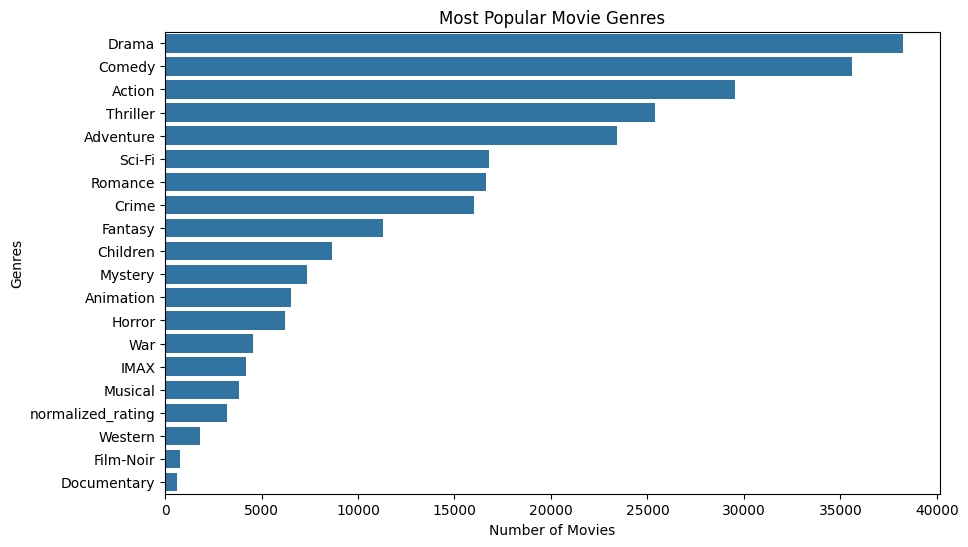 Most Popular Movie Genres
Genres
Drama
Comedy
Action
Thriller
Adventure
Sci-Fi
Romance
Crime
Fantasy
Children
Mystery
Animation
Horror
War
IMAX
Musical
normalized_rating
Western
Film-Noir
Documentary
0 5000 10000 15000 20000 25000 30000 35000 40000
Number of Movies